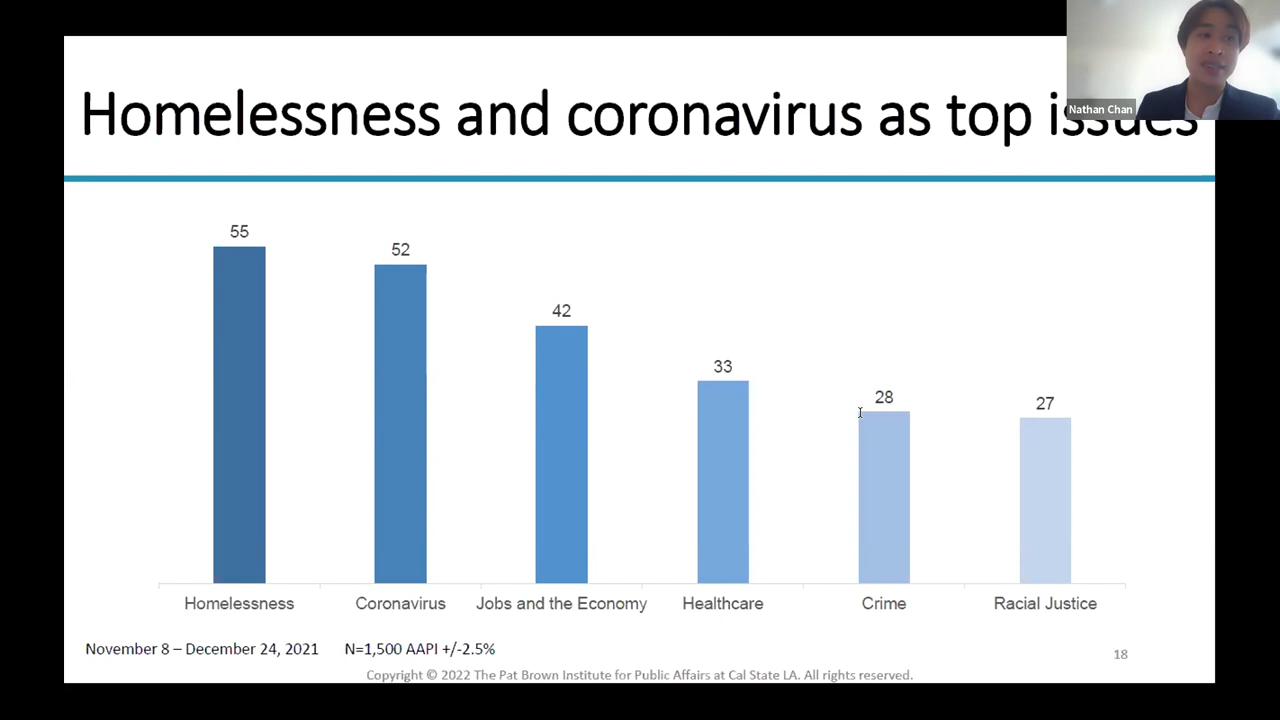 Homelessness and coronavirus as top issues
Nathan Chan
55
52
42
33
28
27
Homelessness
Coronavirus
Jobs and the Economy
Healthcare
Crime
Racial Justice
November 8 – December 24, 2021 N=1,500 AAPI +/-2.5%
18
Copyright © 2022 The Pat Brown Institute for Public Affairs at Cal State LA. All rights reserved.